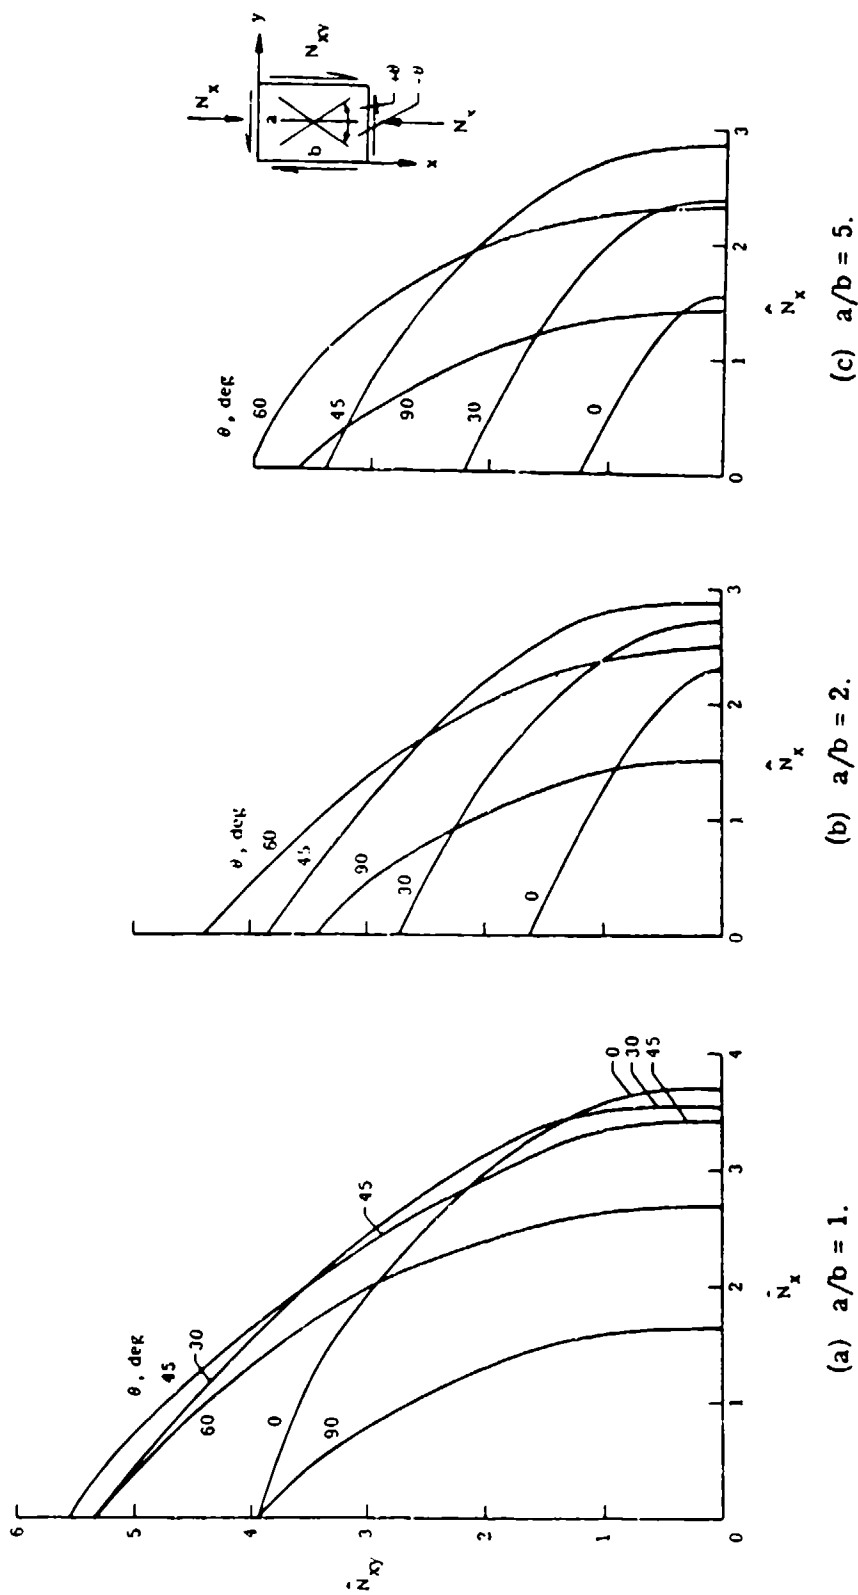 6
5
4
3
2
1
0
N̂xy
θ, deg
45
30
60
0
90
45
0
30
45
1
2
3
4
N̂x
(a) a/b = 1.
θ, deg
60
45
90
30
0
0
1
2
3
N̂x
(b) a/b = 2.
θ, deg
60
45
90
30
0
0
1
2
3
N̂x
(c) a/b = 5.
Nx
y
Nxy
a
b
+θ
-θ
Nx
x